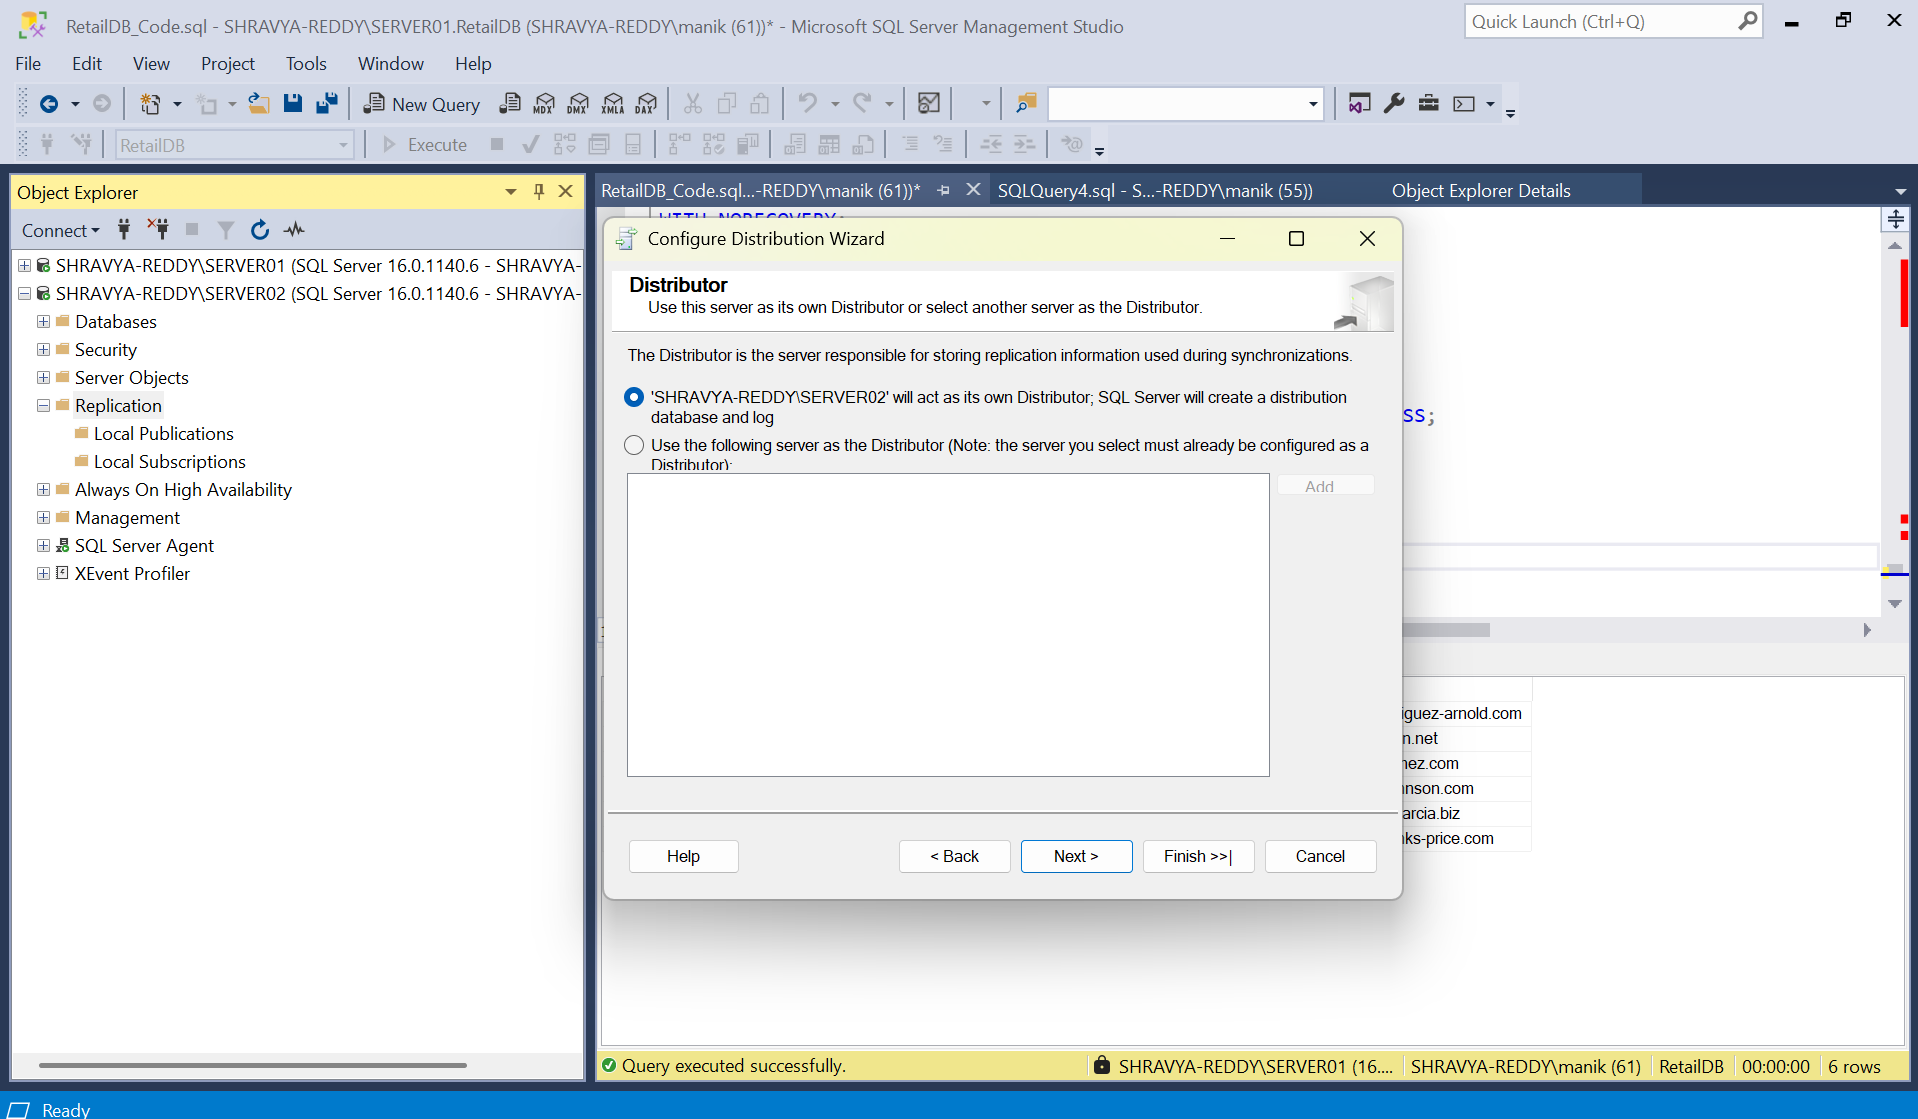 RetailDB_Code.sql - SHRAVYA-REDDY\SERVER01.RetailDB (SHRAVYA-REDDY\manik (61))* - Microsoft SQL Server Management Studio
Quick Launch (Ctrl+Q)
File Edit View Project Tools Window Help
New Query MDX DMX XMLA DAX
RetailDB Execute
Object Explorer
RetailDB_Code.sql...-REDDY\manik (61))* SQLQuery4.sql - S...-REDDY\manik (55)) Object Explorer Details
Connect
WITH NORECOVERY;
SHRAVYA-REDDY\SERVER01 (SQL Server 16.0.1140.6 - SHRAVYA-
SHRAVYA-REDDY\SERVER02 (SQL Server 16.0.1140.6 - SHRAVYA-
Databases
Security
Server Objects
Replication
Local Publications
Local Subscriptions
Always On High Availability
Management
SQL Server Agent
XEvent Profiler
Configure Distribution Wizard
Distributor
Use this server as its own Distributor or select another server as the Distributor.
The Distributor is the server responsible for storing replication information used during synchronizations.
'SHRAVYA-REDDY\SERVER02' will act as its own Distributor; SQL Server will create a distribution
database and log
Use the following server as the Distributor (Note: the server you select must already be configured as a
Distributor):
Add
Help < Back Next > Finish >>| Cancel
ss;
iguez-arnold.com
n.net
nez.com
nnson.com
arcia.biz
nks-price.com
Query executed successfully. SHRAVYA-REDDY\SERVER01 (16.... SHRAVYA-REDDY\manik (61) RetailDB 00:00:00 6 rows
Ready